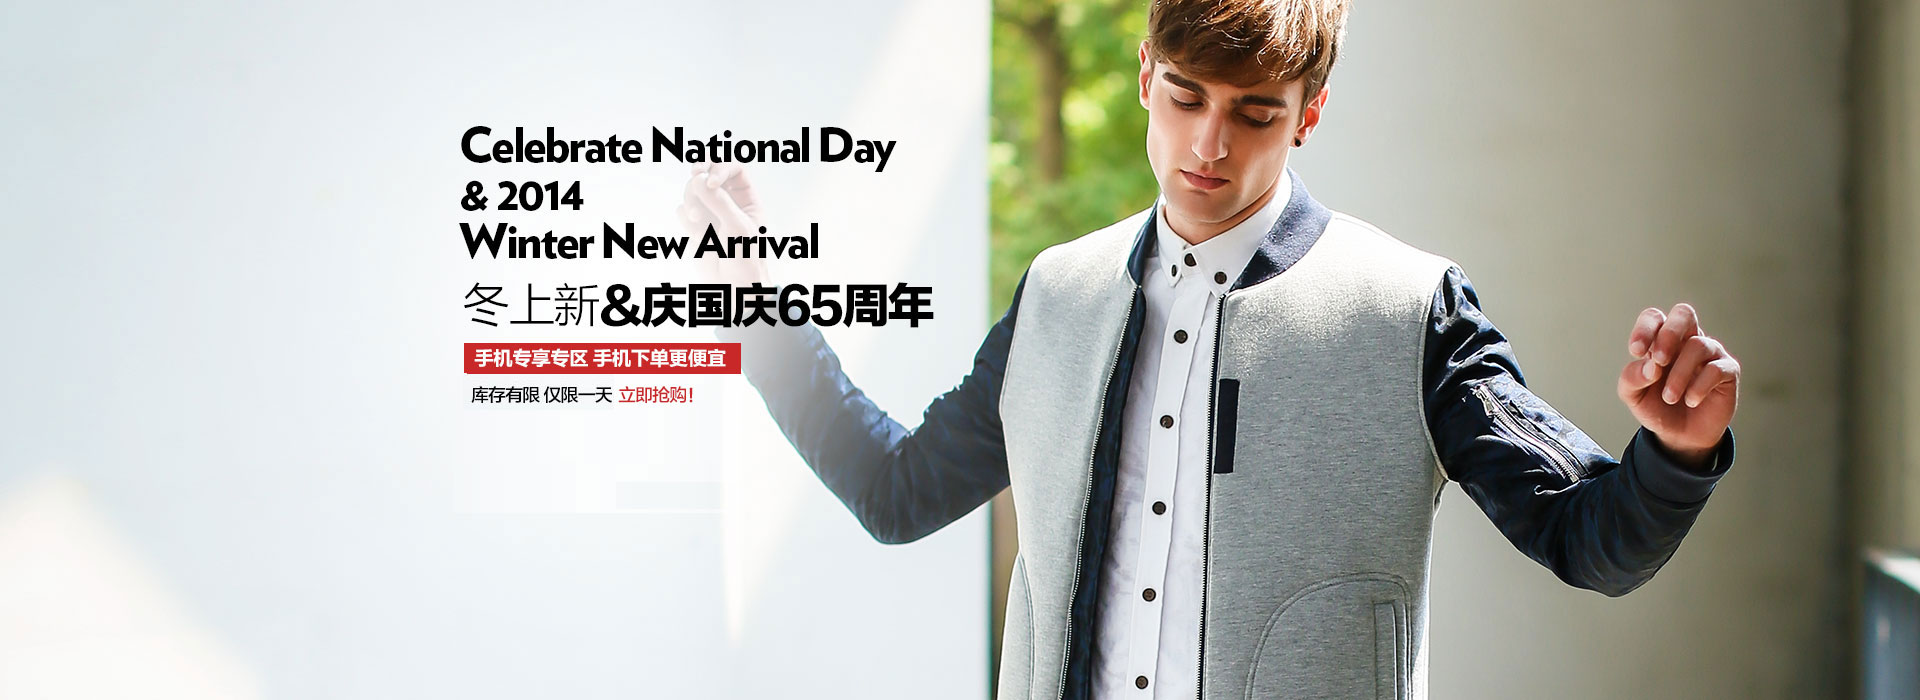 Celebrate National Day
& 2014
Winter New Arrival
冬上新&庆国庆65周年
手机专享专区 手机下单更便宜
库存有限 仅限一天 立即抢购!